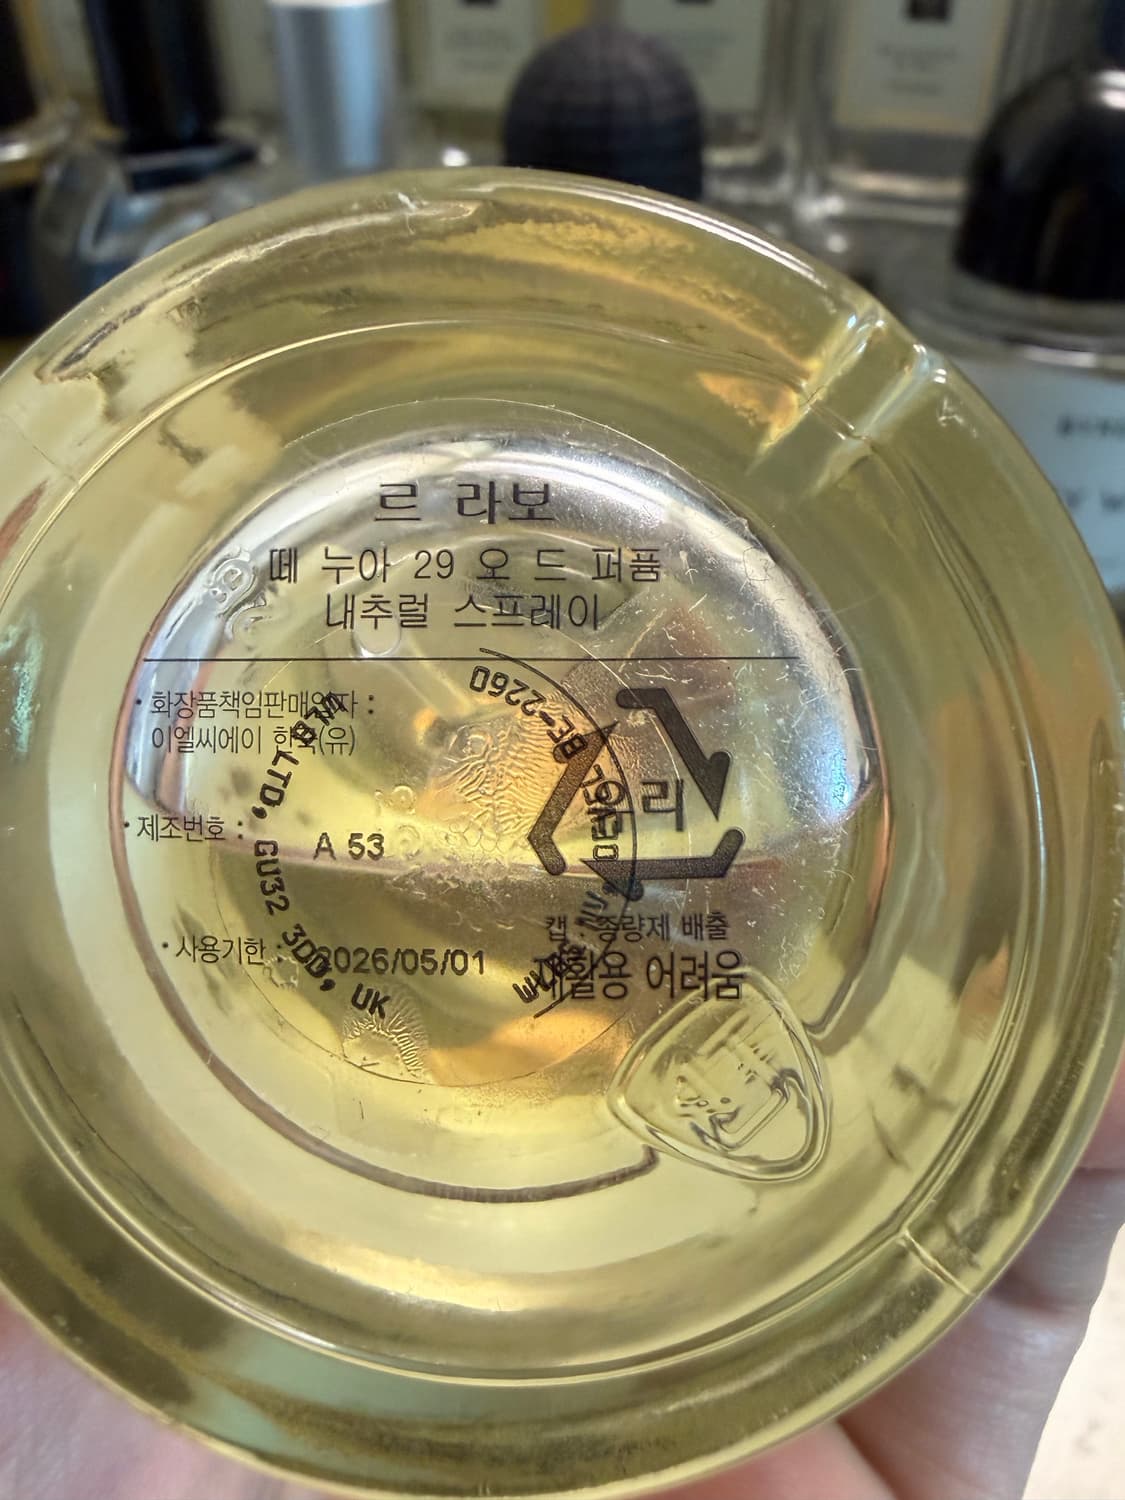 르 라보
떼 누아 29 오 드 퍼퓸
내추럴 스프레이
· 화장품책임판매업자 :
이엘씨에이 한국(유)
· 제조번호 : A 53
· 사용기한 : 2026/05/01
유리
캡 : 종량제 배출
재활용 어려움
LTD, GU32 3DD, UK
BE-2260